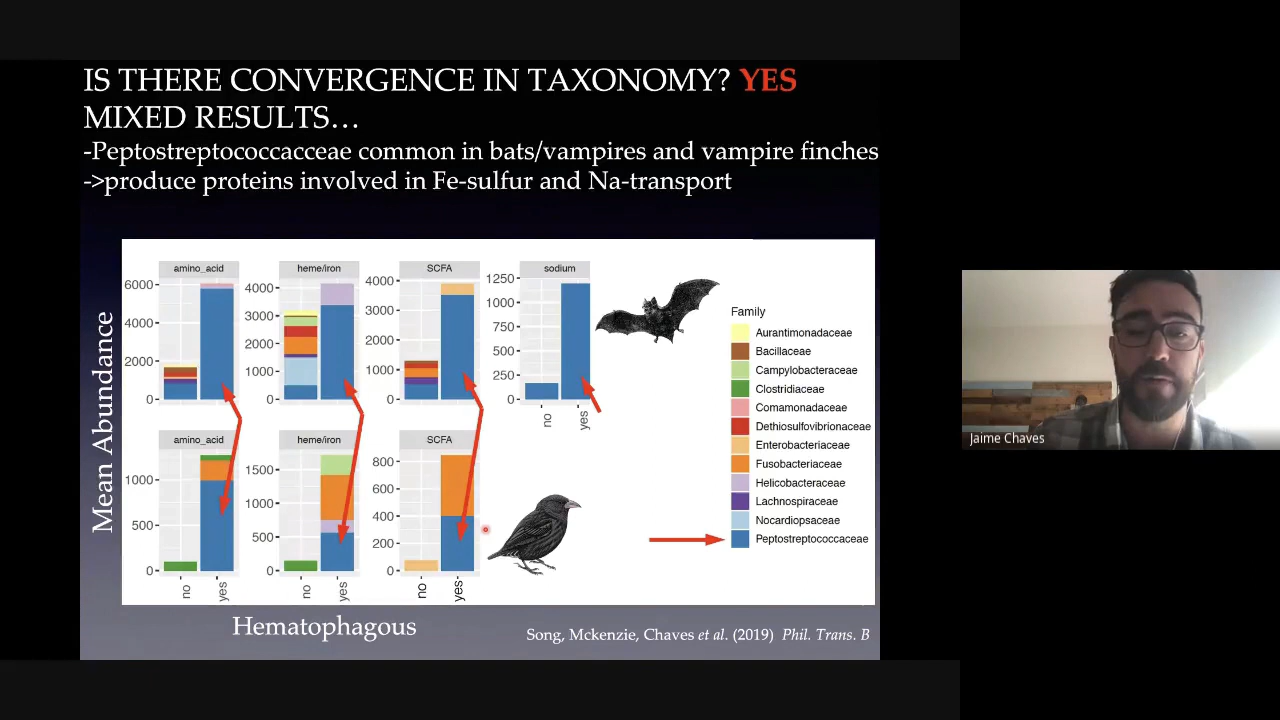 IS THERE CONVERGENCE IN TAXONOMY? YES
MIXED RESULTS…
-Peptostreptococcacceae common in bats/vampires and vampire finches
->produce proteins involved in Fe-sulfur and Na-transport
Mean Abundance
amino_acid
6000
4000
2000
0
heme/iron
4000
3000
2000
1000
0
SCFA
4000
3000
2000
1000
0
sodium
1250
1000
750
500
250
0
no
yes
amino_acid
1000
500
0
no
yes
heme/iron
1500
1000
500
0
no
yes
SCFA
800
600
400
200
0
no
yes
Family
Aurantimonadaceae
Bacillaceae
Campylobacteraceae
Clostridiaceae
Comamonadaceae
Dethiosulfovibrionaceae
Enterobacteriaceae
Fusobacteriaceae
Helicobacteraceae
Lachnospiraceae
Nocardiopsaceae
Peptostreptococcaceae
Hematophagous
Song, Mckenzie, Chaves et al. (2019) Phil. Trans. B
Jaime Chaves